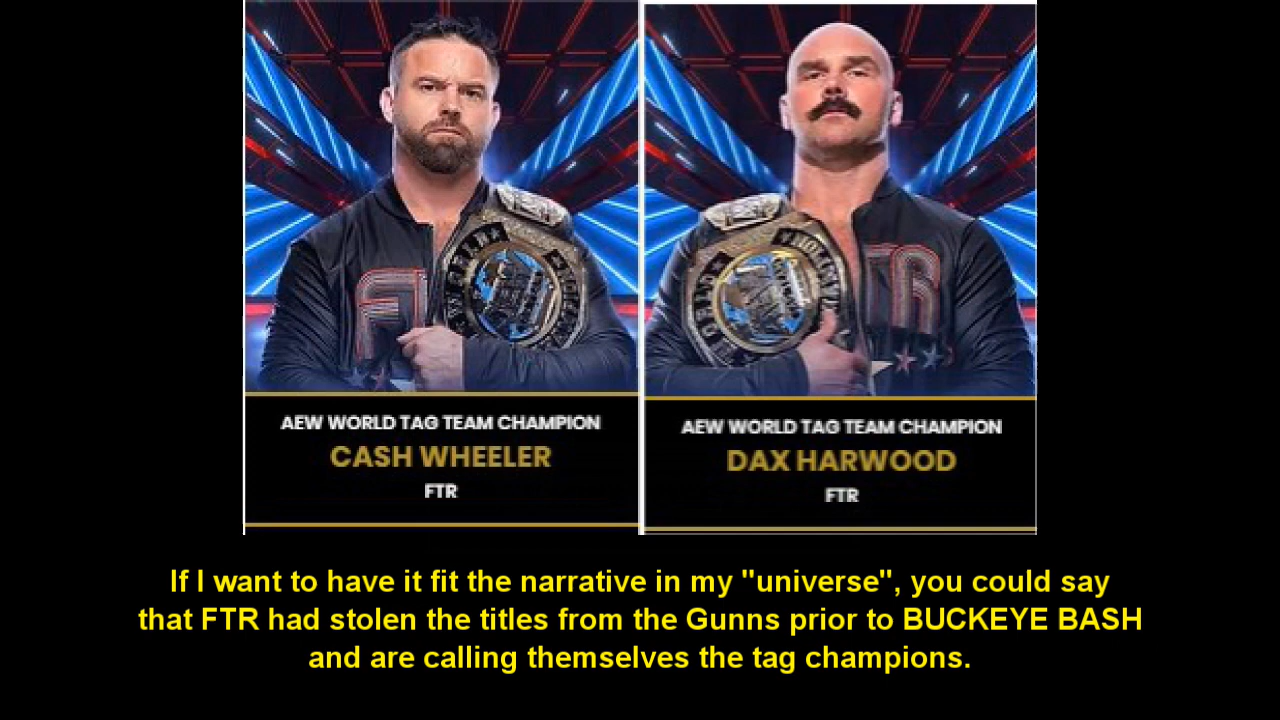 AEW WORLD TAG TEAM CHAMPION
CASH WHEELER
FTR
AEW WORLD TAG TEAM CHAMPION
DAX HARWOOD
FTR
If I want to have it fit the narrative in my "universe", you could say
that FTR had stolen the titles from the Gunns prior to BUCKEYE BASH
and are calling themselves the tag champions.